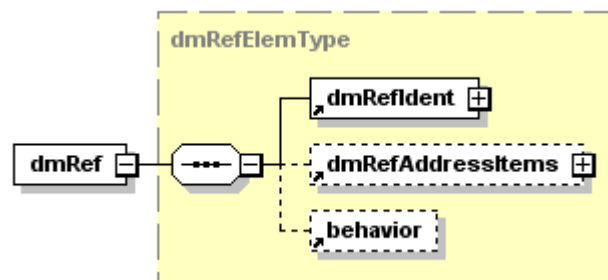 dmRefElemType
dmRefIdent
dmRef
dmRefAddressItems
behavior